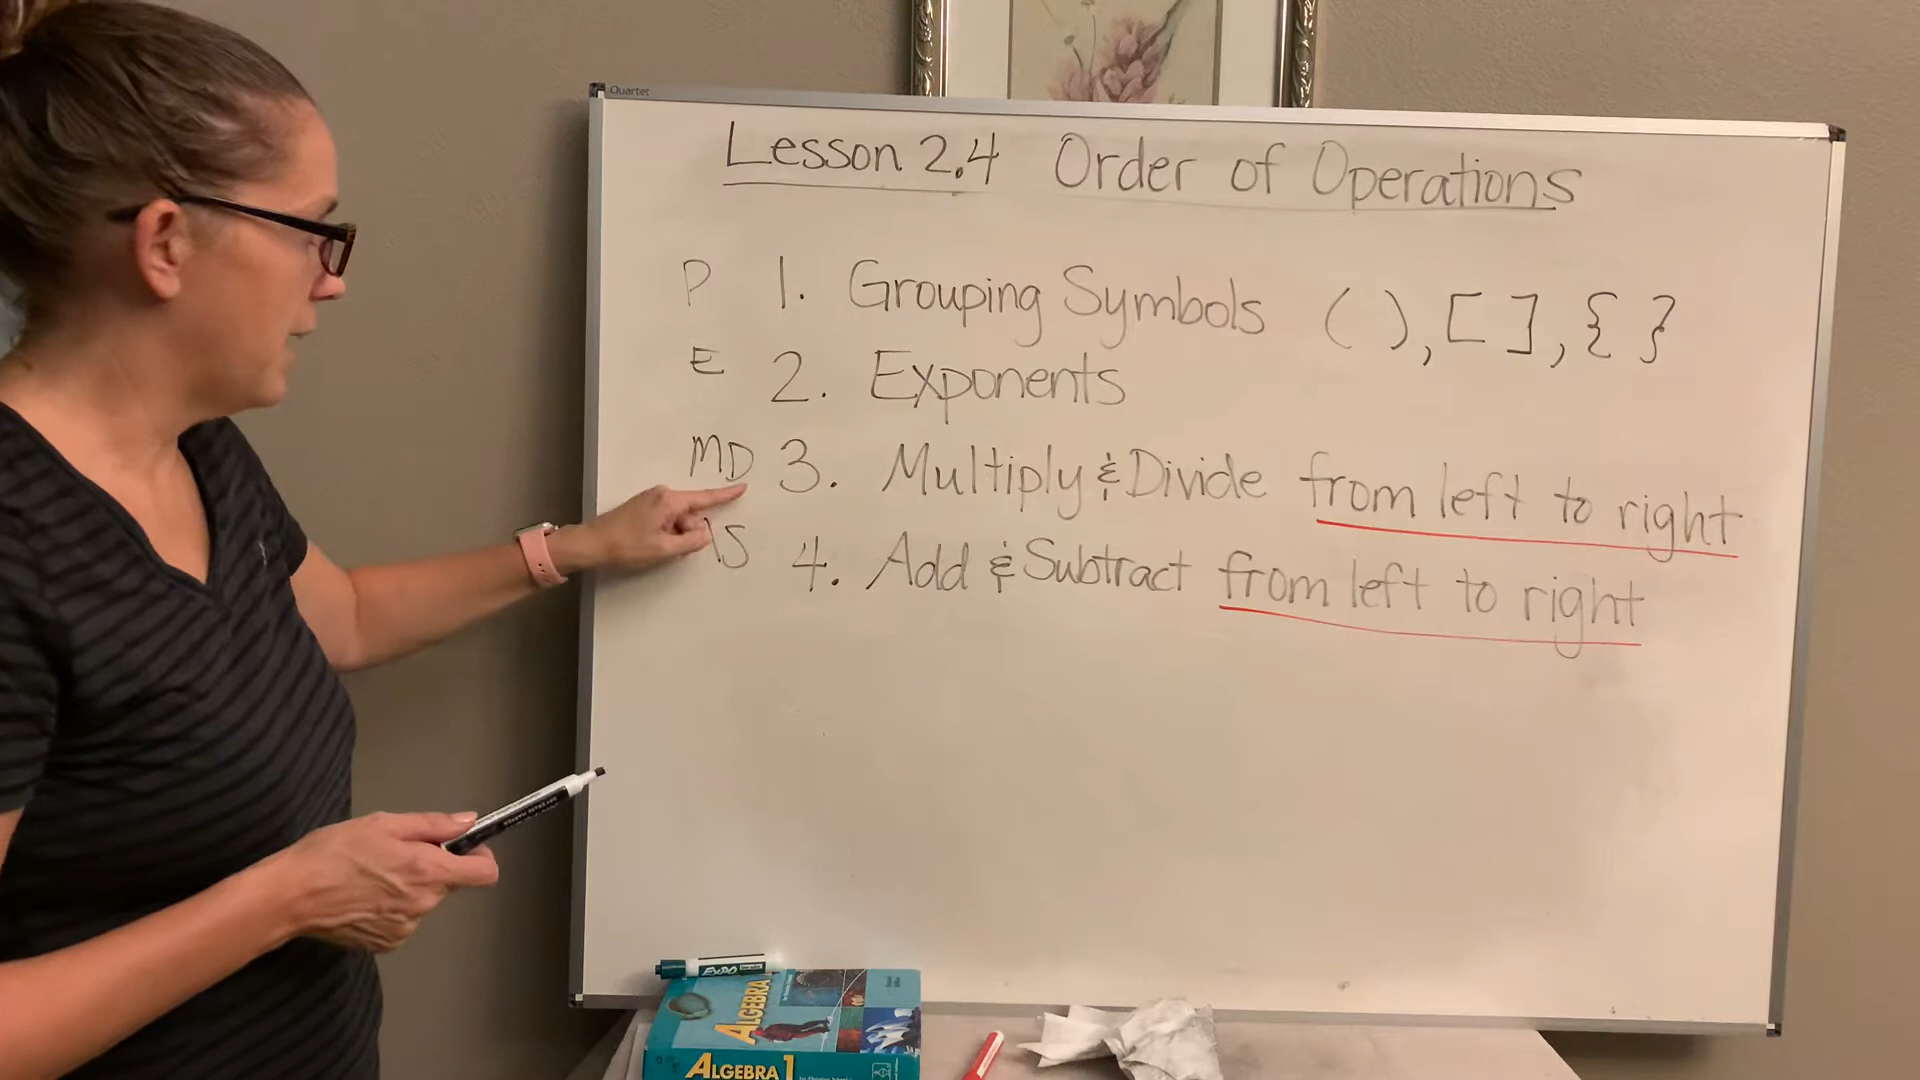 Quartet
Lesson 2.4 Order of Operations
P 1. Grouping Symbols ( ), [ ], { }
E 2. Exponents
MD 3. Multiply & Divide from left to right
AS 4. Add & Subtract from left to right
EXPO
ALGEBRA
ALGEBRA 1